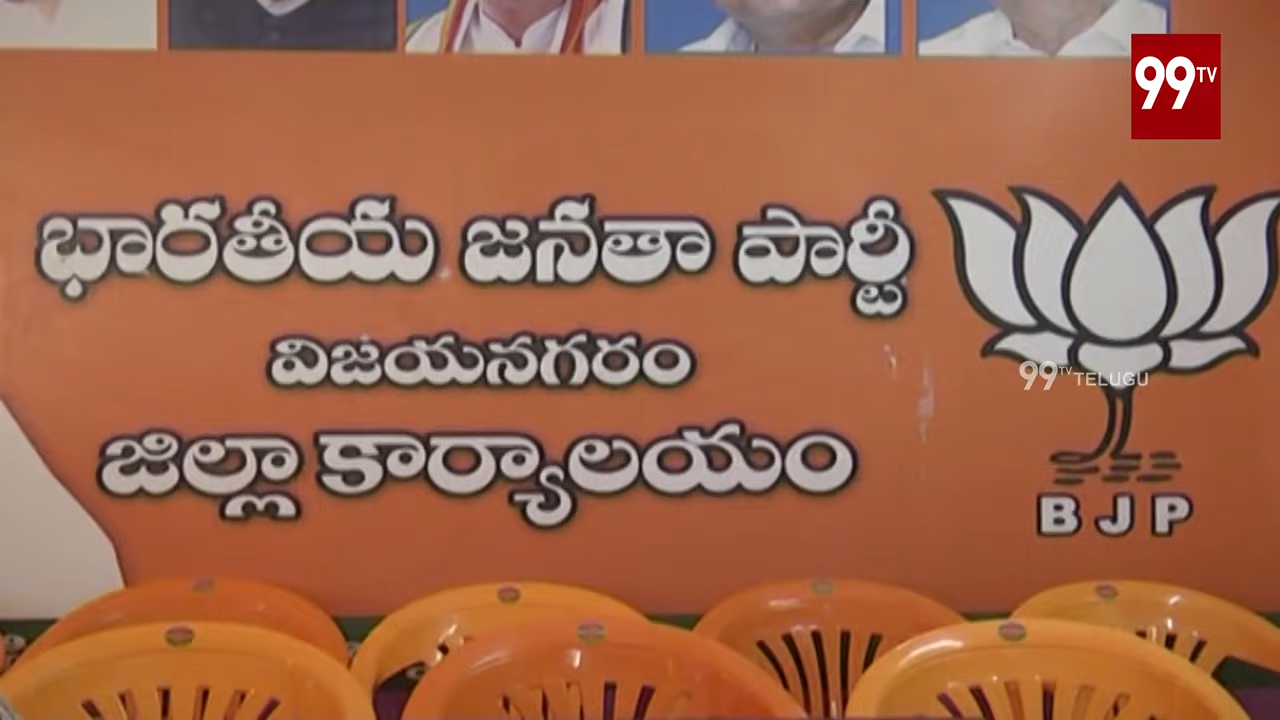 99 TV
భారతీయ జనతా పార్టీ
విజయనగరం
99 TV TELUGU
జిల్లా కార్యాలయం
BJP